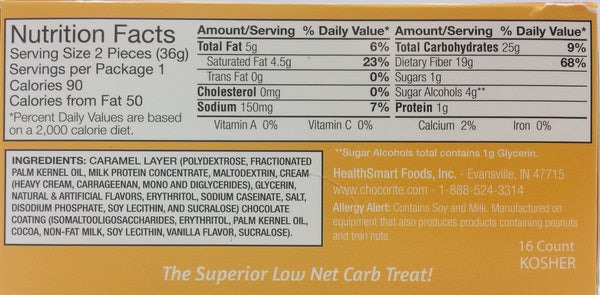 Nutrition Facts
Serving Size 2 Pieces (36g)
Servings per Package 1
Calories 90
Calories from Fat 50
*Percent Daily Values are based
on a 2,000 calorie diet.
Amount/Serving % Daily Value*
Total Fat 5g 6%
Saturated Fat 4.5g 23%
Trans Fat 0g 0%
Cholesterol 0mg 0%
Sodium 150mg 7%
Vitamin A 0% Vitamin C 0%
Amount/Serving % Daily Value*
Total Carbohydrates 25g 9%
Dietary Fiber 19g 68%
Sugars 1g
Sugar Alcohols 4g**
Protein 1g
Calcium 2% Iron 0%
INGREDIENTS: CARAMEL LAYER (POLYDEXTROSE, FRACTIONATED
PALM KERNEL OIL, MILK PROTEIN CONCENTRATE, MALTODEXTRIN, CREAM
(HEAVY CREAM, CARRAGEENAN, MONO AND DIGLYCERIDES), GLYCERIN,
NATURAL & ARTIFICIAL FLAVORS, ERYTHRITOL, SODIUM CASEINATE, SALT,
DISODIUM PHOSPHATE, SOY LECITHIN, AND SUCRALOSE) CHOCOLATE
COATING (ISOMALTOOLIGOSACCHARIDES, ERYTHRITOL, PALM KERNEL OIL,
COCOA, NON-FAT MILK, SOY LECITHIN, VANILLA FLAVOR, SUCRALOSE).
**Sugar Alcohols total contains 1g Glycerin.
HealthSmart Foods, Inc. - Evansville, IN 47715
www.chocorite.com - 1-888-524-3314
Allergy Alert: Contains Soy and Milk. Manufactured on
equipment that also produces products containing peanuts
and tree nuts.
16 Count
KOSHER
The Superior Low Net Carb Treat!